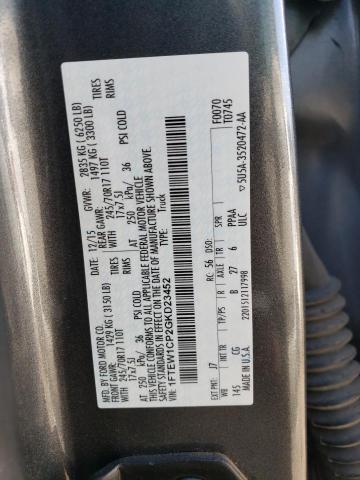 MFD. BY FORD MOTOR CO.
DATE: 12/15 GVWR: 2835 KG ( 6250 LB)
FRONT GAWR: 1429 KG ( 3150 LB) REAR GAWR: 1497 KG ( 3300 LB)
WITH 245/70R17 110T TIRES WITH 245/70R17 110T TIRES
17x7.5J RIMS 17x7.5J RIMS
AT 250 kPa/ 36 PSI COLD AT 250 kPa/ 36 PSI COLD
THIS VEHICLE CONFORMS TO ALL APPLICABLE FEDERAL MOTOR VEHICLE
SAFETY STANDARDS IN EFFECT ON THE DATE OF MANUFACTURE SHOWN ABOVE.
VIN: 1FTEW1CP2GKD23452 TYPE: Truck
F0070
T0745
EXT PNT: J7 RC: 56 DSO:
WB INT TR TP/PS R AXLE TR SPR
145 CG B 27 6 PPAA 5U5A-3520472-AA
MADE IN U.S.A. 2201512117998 ULC